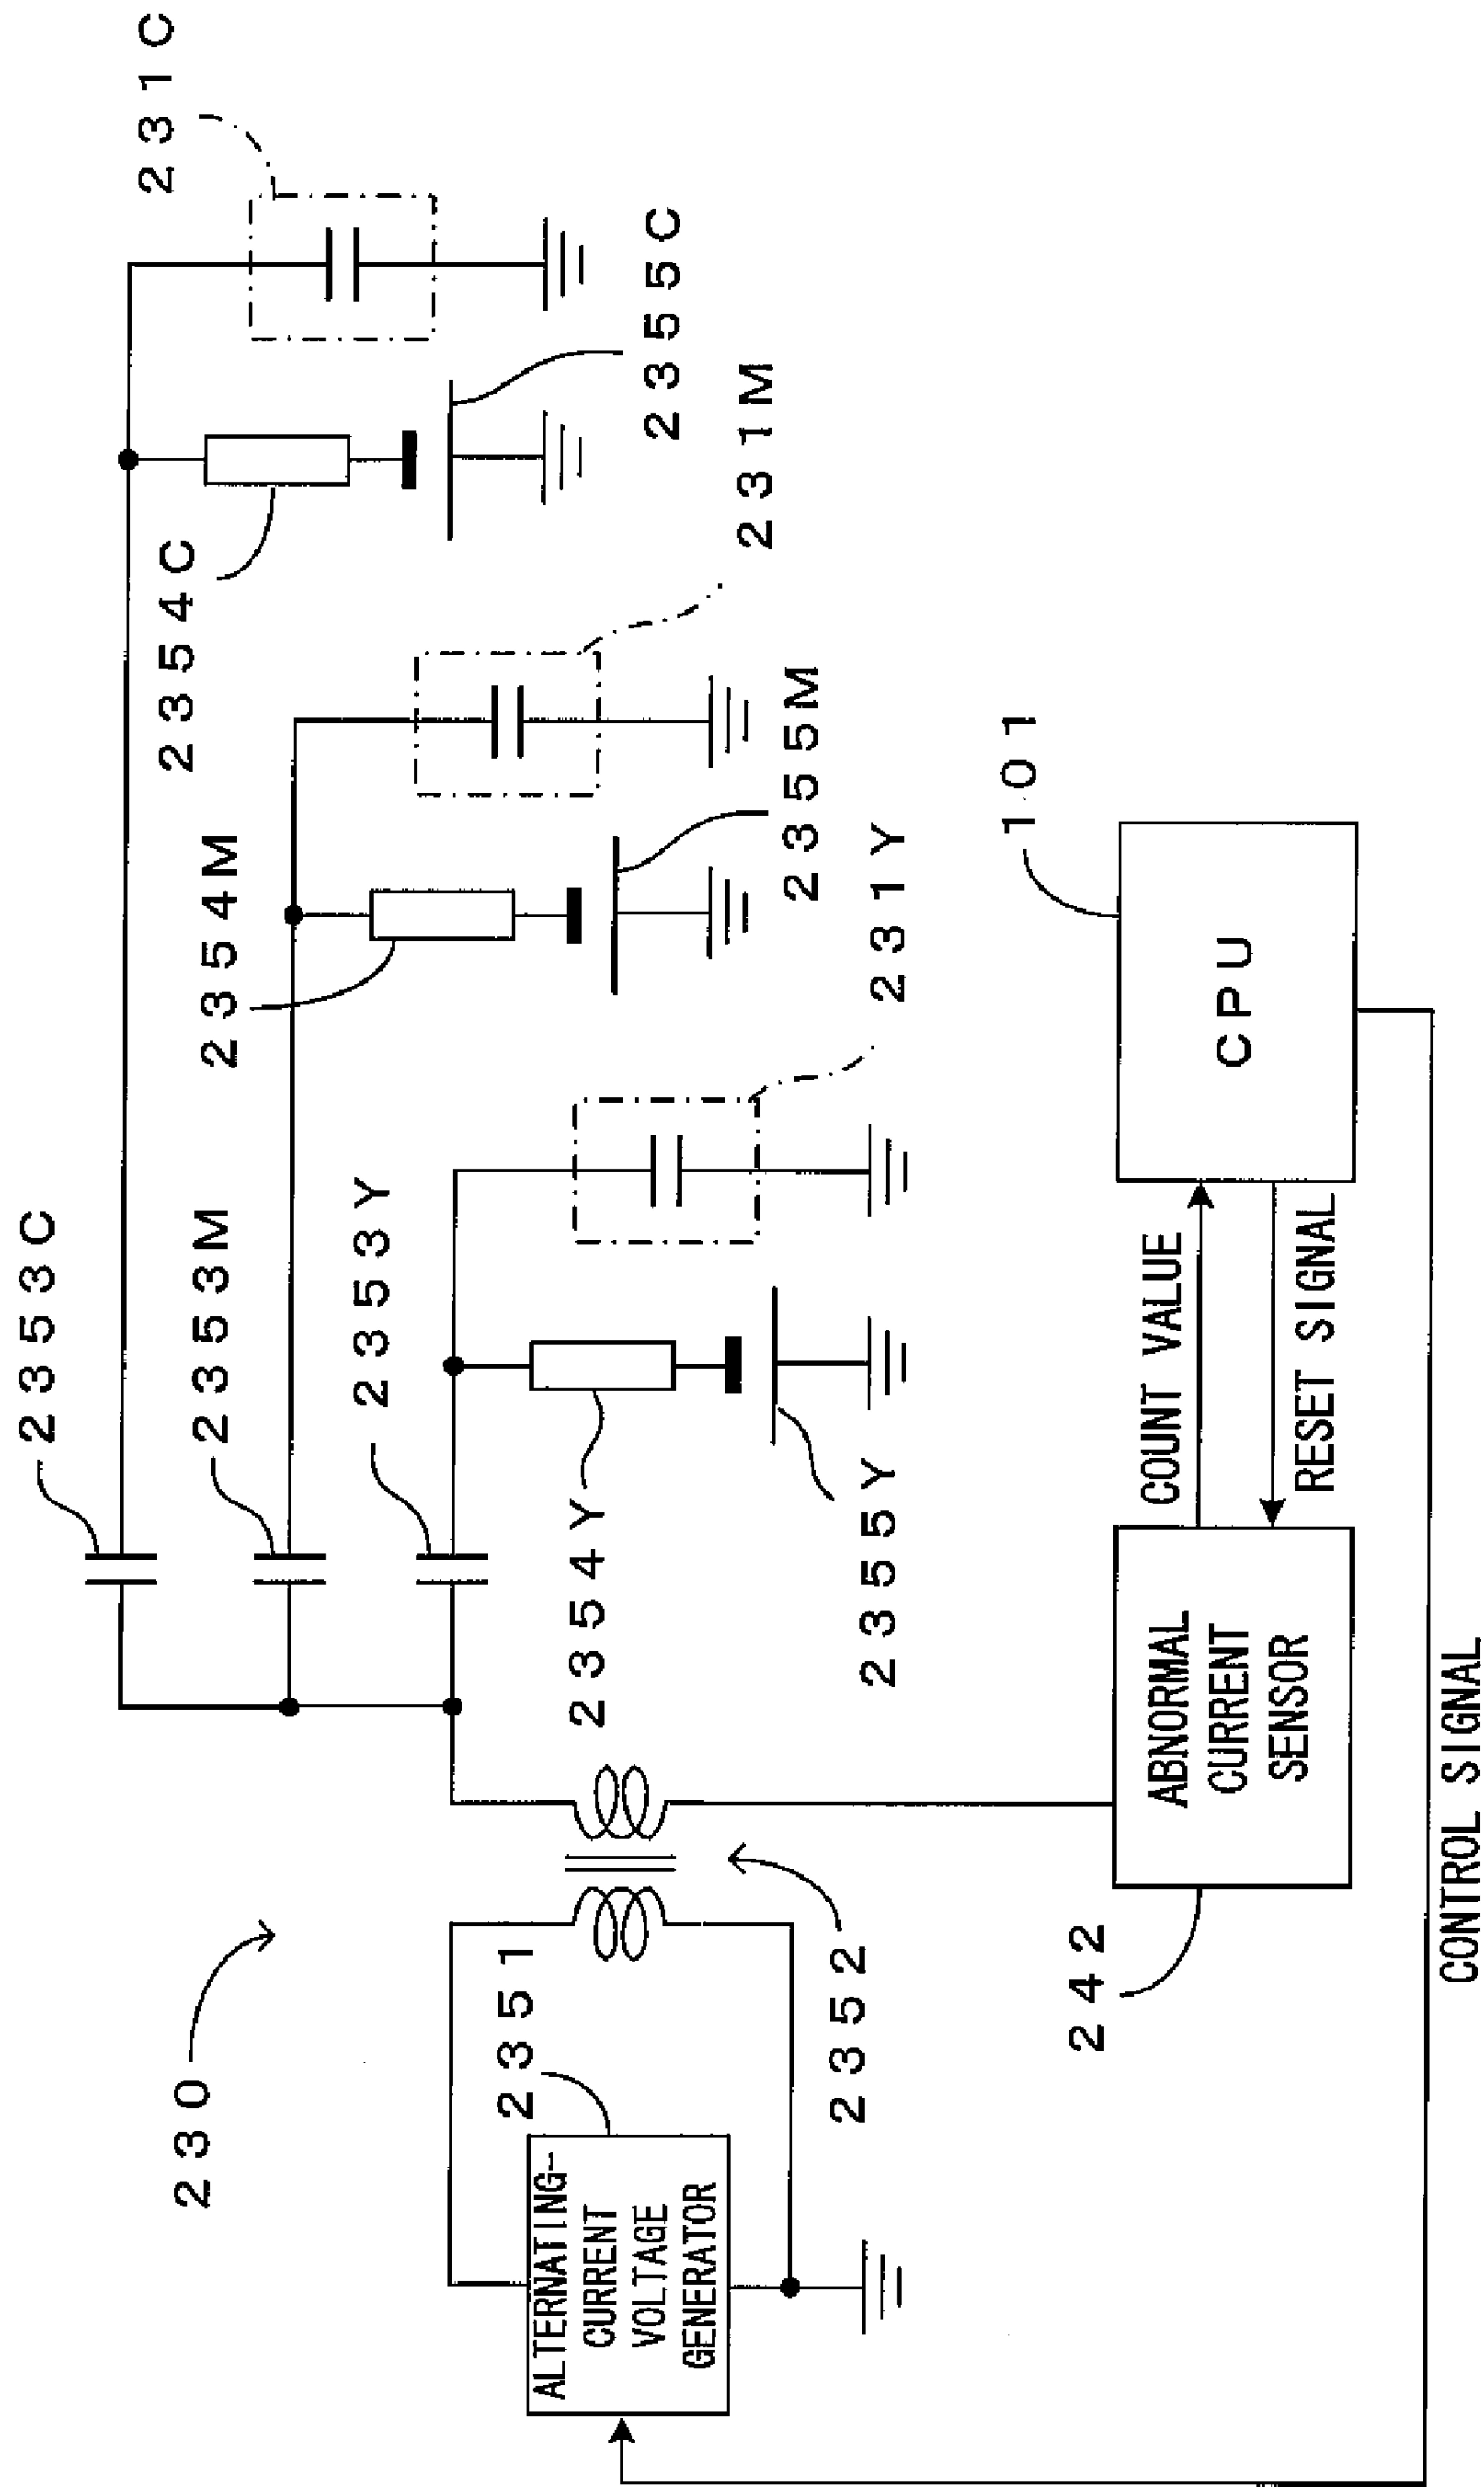 230
2353C
2353M
2353Y
2354C
231C
2355C
2354M
231M
2355M
231Y
2354Y
2355Y
2351
ALTERNATING-
CURRENT
VOLTAGE
GENERATOR
2352
242
ABNORMAL
CURRENT
SENSOR
COUNT VALUE
RESET SIGNAL
101
CPU
CONTROL SIGNAL